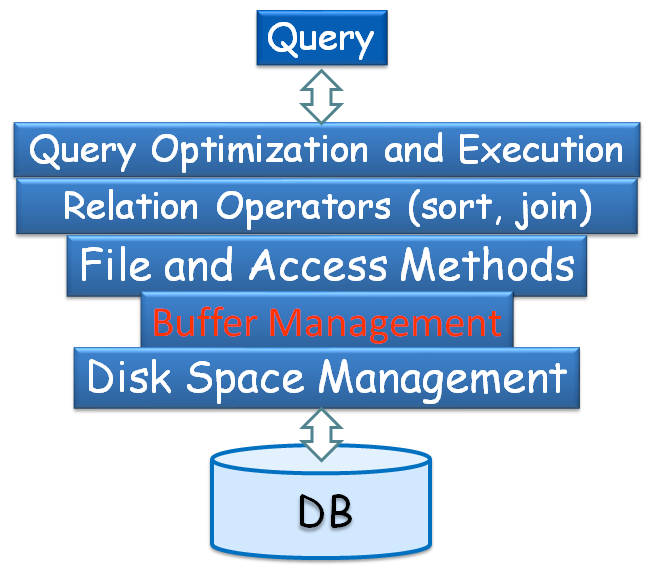 Query
Query Optimization and Execution
Relation Operators (sort, join)
File and Access Methods
Buffer Management
Disk Space Management
DB